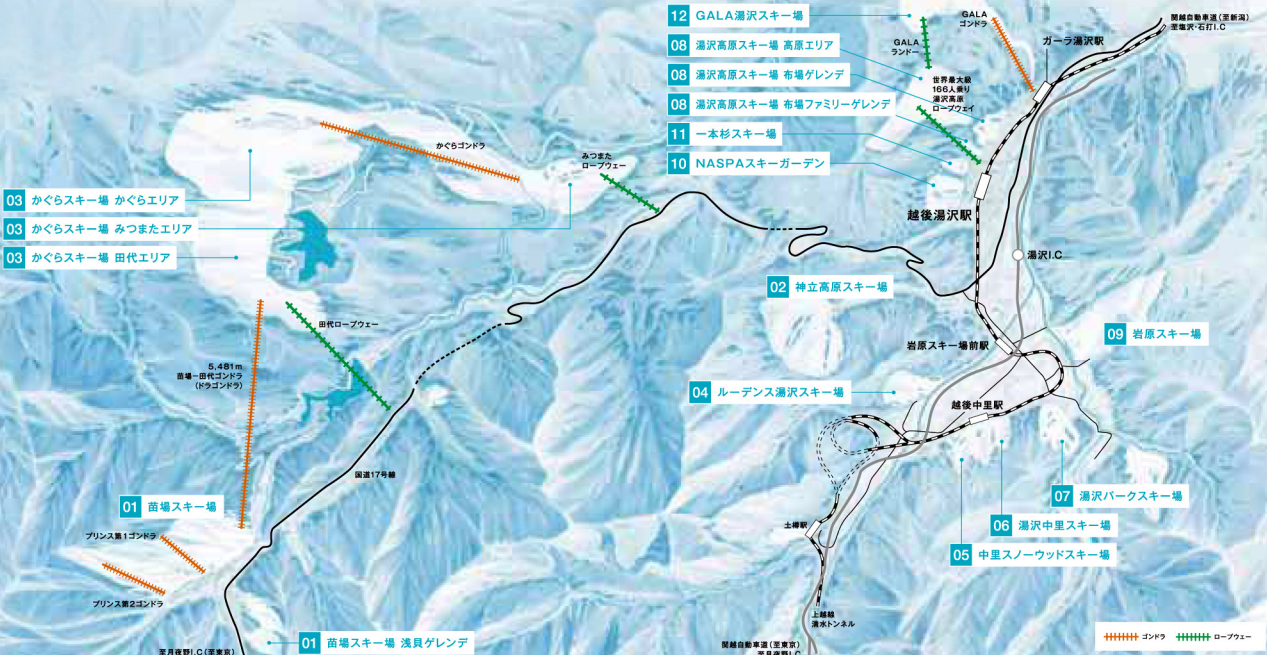 12 GALA湯沢スキー場
08 湯沢高原スキー場 高原エリア
08 湯沢高原スキー場 布場ゲレンデ
08 湯沢高原スキー場 布場ファミリーゲレンデ
11 一本杉スキー場
10 NASPAスキーガーデン
GALA
ランドー
GALA
ゴンドラ
ガーラ湯沢駅
関越自動車道(至新潟)
至塩沢・石打I.C
世界最大級
166人乗り
湯沢高原
ロープウェイ
かぐらゴンドラ
みつまた
ロープウェー
03 かぐらスキー場 かぐらエリア
03 かぐらスキー場 みつまたエリア
03 かぐらスキー場 田代エリア
越後湯沢駅
湯沢I.C
02 神立高原スキー場
田代ロープウェー
岩原スキー場前駅
09 岩原スキー場
5,481m
苗場−田代ゴンドラ
(ドラゴンドラ)
04 ルーデンス湯沢スキー場
越後中里駅
国道17号線
01 苗場スキー場
プリンス第1ゴンドラ
プリンス第2ゴンドラ
07 湯沢パークスキー場
06 湯沢中里スキー場
05 中里スノーウッドスキー場
土樽駅
上越線
清水トンネル
01 苗場スキー場 浅貝ゲレンデ
至月夜野I.C(至東京)
関越自動車道(至東京)
至月夜野I.C
ゴンドラ
ロープウェー